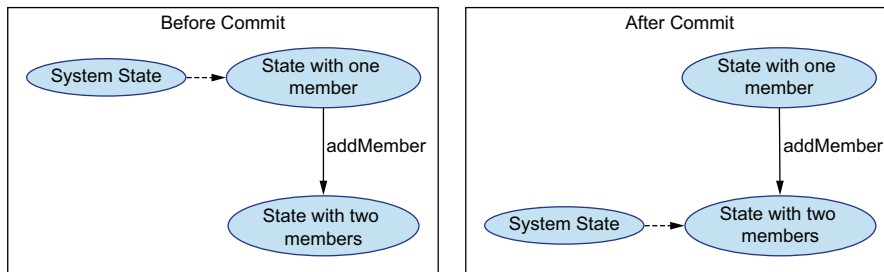 Before Commit
System State
State with one
member
addMember
State with two
members
After Commit
State with one
member
addMember
System State
State with two
members